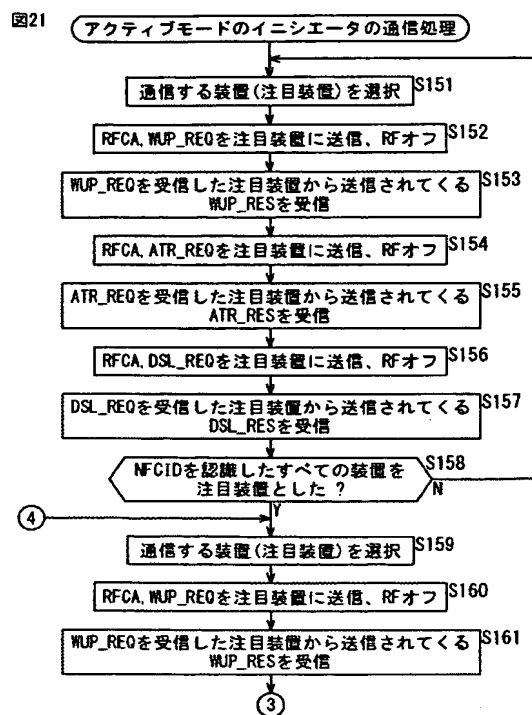 図21
アクティブモードのイニシエータの通信処理
通信する装置(注目装置)を選択 S151
RFCA,WUP_REQを注目装置に送信、RFオフ S152
WUP_REQを受信した注目装置から送信されてくる S153
WUP_RESを受信
RFCA,ATR_REQを注目装置に送信、RFオフ S154
ATR_REQを受信した注目装置から送信されてくる S155
ATR_RESを受信
RFCA,DSL_REQを注目装置に送信、RFオフ S156
DSL_REQを受信した注目装置から送信されてくる S157
DSL_RESを受信
NFCIDを認識したすべての装置を S158
注目装置とした ?
N
Y
4
通信する装置(注目装置)を選択 S159
RFCA,WUP_REQを注目装置に送信、RFオフ S160
WUP_REQを受信した注目装置から送信されてくる S161
WUP_RESを受信
3